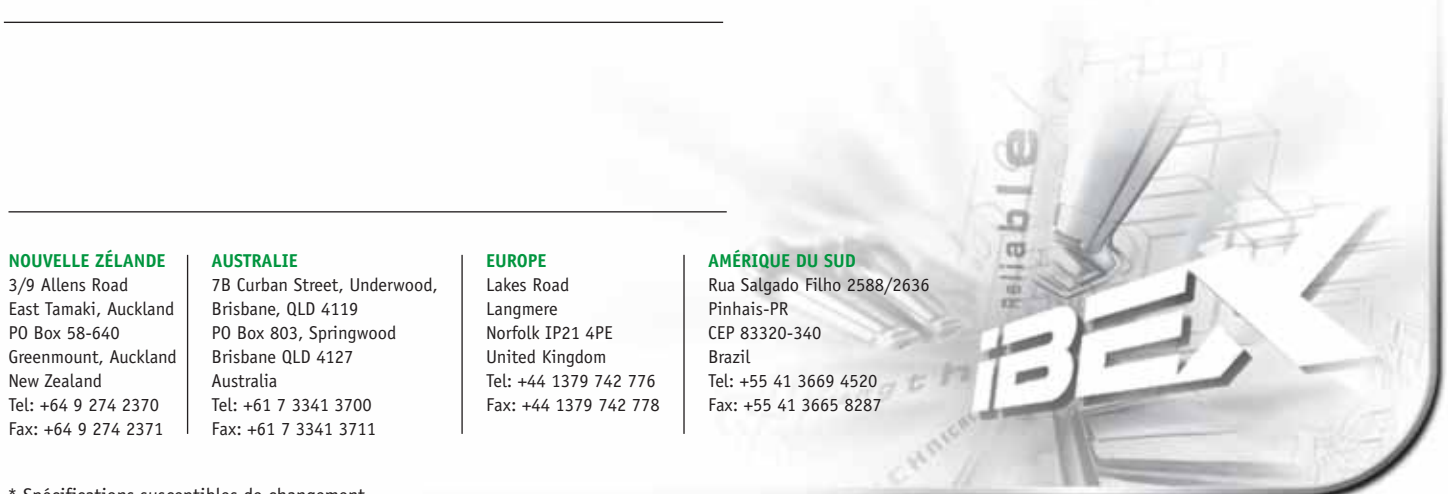 NOUVELLE ZÉLANDE
3/9 Allens Road
East Tamaki, Auckland
PO Box 58-640
Greenmount, Auckland
New Zealand
Tel: +64 9 274 2370
Fax: +64 9 274 2371
AUSTRALIE
7B Curban Street, Underwood,
Brisbane, QLD 4119
PO Box 803, Springwood
Brisbane QLD 4127
Australia
Tel: +61 7 3341 3700
Fax: +61 7 3341 3711
EUROPE
Lakes Road
Langmere
Norfolk IP21 4PE
United Kingdom
Tel: +44 1379 742 776
Fax: +44 1379 742 778
AMÉRIQUE DU SUD
Rua Salgado Filho 2588/2636
Pinhais-PR
CEP 83320-340
Brazil
Tel: +55 41 3669 4520
Fax: +55 41 3665 8287
Reliable
iBEX
* Spécifications susceptibles de changement